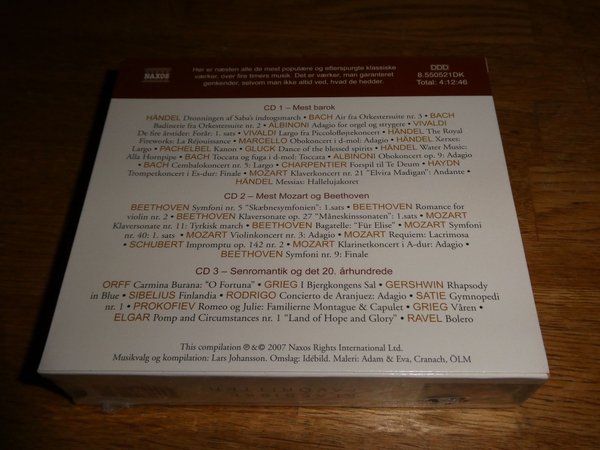 NAXOS
Her er næsten alle de mest populære og efterspurgte klassiske
værker, over fire timers musik. Det er værker, man garanteret
genkender, selvom man ikke altid ved, hvad de hedder.
DDD
8.550521DK
Total: 4:12:46
CD 1 – Mest barok
HÄNDEL Dronningen af Saba's indtogsmarch • BACH Air fra Orkestersuite nr. 3 • BACH
Badinerie fra Orkestersuite nr. 2 • ALBINONI Adagio for orgel og strygere • VIVALDI
De fire årstider: Forår: 1. sats • VIVALDI Largo fra Piccolofløjtekoncert • HÄNDEL The Royal
Fireworks: La Réjouissance • MARCELLO Obokoncert i d-mol: Adagio • HÄNDEL Xerxes:
Largo • PACHELBEL Kanon • GLUCK Dance of the blessed spirits • HÄNDEL Water Music:
Alla Hornpipe • BACH Toccata og fuga i d-mol: Toccata • ALBINONI Obokoncert op. 9: Adagio
• BACH Cembalokoncert nr. 5: Largo • CHARPENTIER Forspil til Te Deum • HAYDN
Trompetkoncert i Es-dur: Finale • MOZART Klaverkoncert nr. 21 "Elvira Madigan": Andante •
HÄNDEL Messias: Hallelujakoret
CD 2 – Mest Mozart og Beethoven
BEETHOVEN Symfoni nr. 5 "Skæbnesymfonien": 1.sats • BEETHOVEN Romance for
violin nr. 2 • BEETHOVEN Klaversonate op. 27 "Måneskinssonaten": 1.sats • MOZART
Klaversonate nr. 11: Tyrkisk march • BEETHOVEN Bagatelle: "Für Elise" • MOZART Symfoni
nr. 40: 1. sats • MOZART Violinkoncert nr. 3: Adagio • MOZART Requiem: Lacrimosa
• SCHUBERT Impromptu op. 142 nr. 2 • MOZART Klarinetkoncert i A-dur: Adagio •
BEETHOVEN Symfoni nr. 9: Finale
CD 3 – Senromantik og det 20. århundrede
ORFF Carmina Burana: "O Fortuna" • GRIEG I Bjergkongens Sal • GERSHWIN Rhapsody
in Blue • SIBELIUS Finlandia • RODRIGO Concierto de Aranjuez: Adagio • SATIE Gymnopedi
nr. 1 • PROKOFIEV Romeo og Julie: Familierne Montague & Capulet • GRIEG Våren •
ELGAR Pomp and Circumstances nr. 1 "Land of Hope and Glory" • RAVEL Bolero
This compilation ℗ & © 2007 Naxos Rights International Ltd.
Musikvalg og kompilation: Lars Johansson. Omslag: Idébild. Maleri: Adam & Eva, Cranach, ÖLM